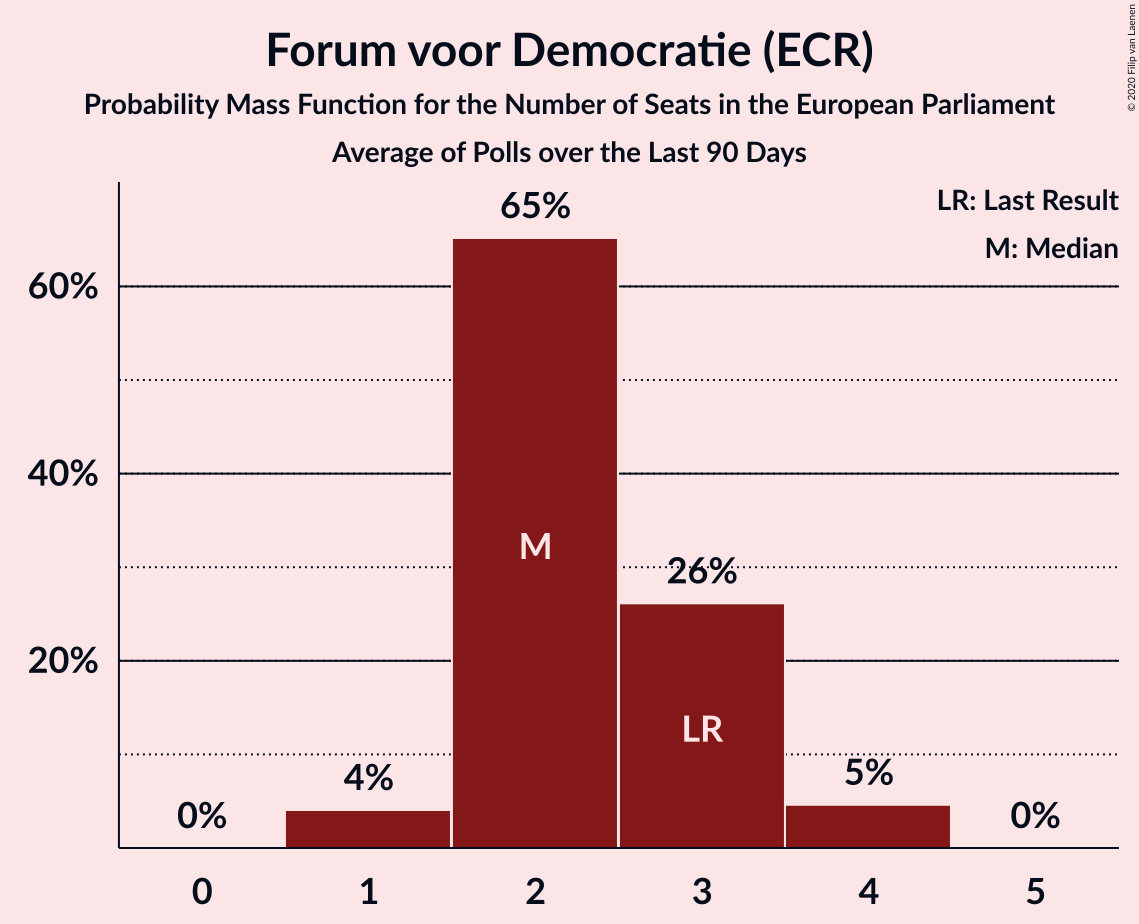 Forum voor Democratie (ECR)
Probability Mass Function for the Number of Seats in the European Parliament
Average of Polls over the Last 90 Days
© 2020 Filip van Laenen
LR: Last Result
M: Median
65%
60%
40%
M
26%
20%
LR
4%
5%
0%
0%
0 1 2 3 4 5